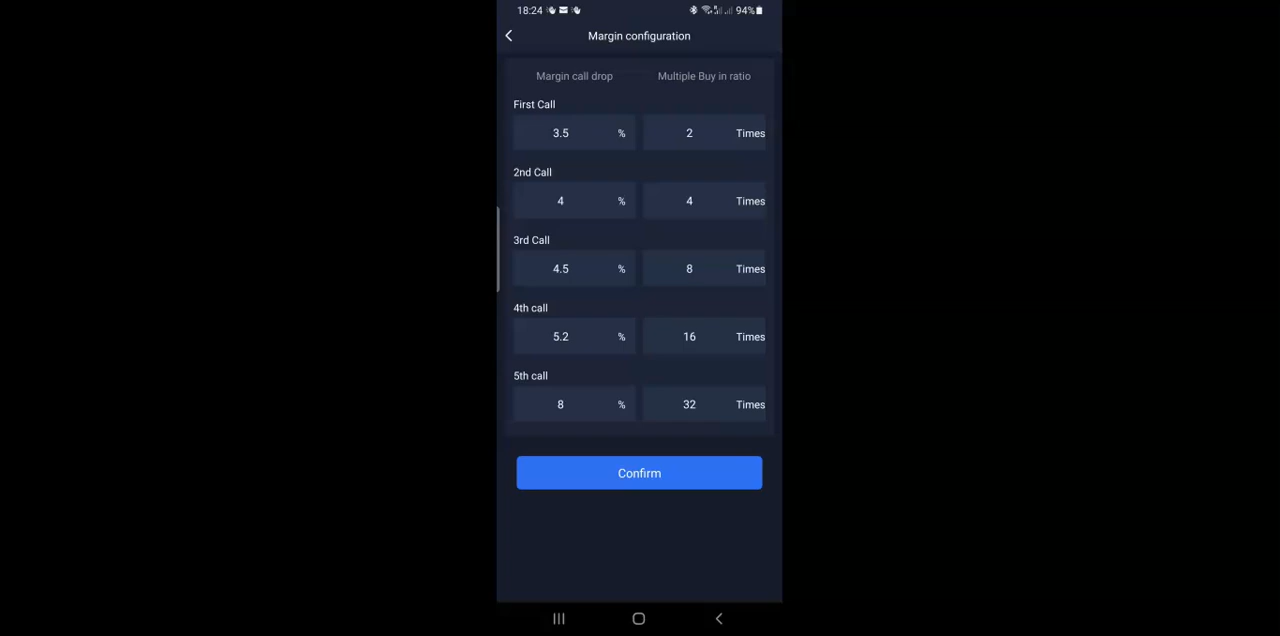 18:24 94%
Margin configuration
Margin call drop Multiple Buy in ratio
First Call
3.5 % 2 Times
2nd Call
4 % 4 Times
3rd Call
4.5 % 8 Times
4th call
5.2 % 16 Times
5th call
8 % 32 Times
Confirm